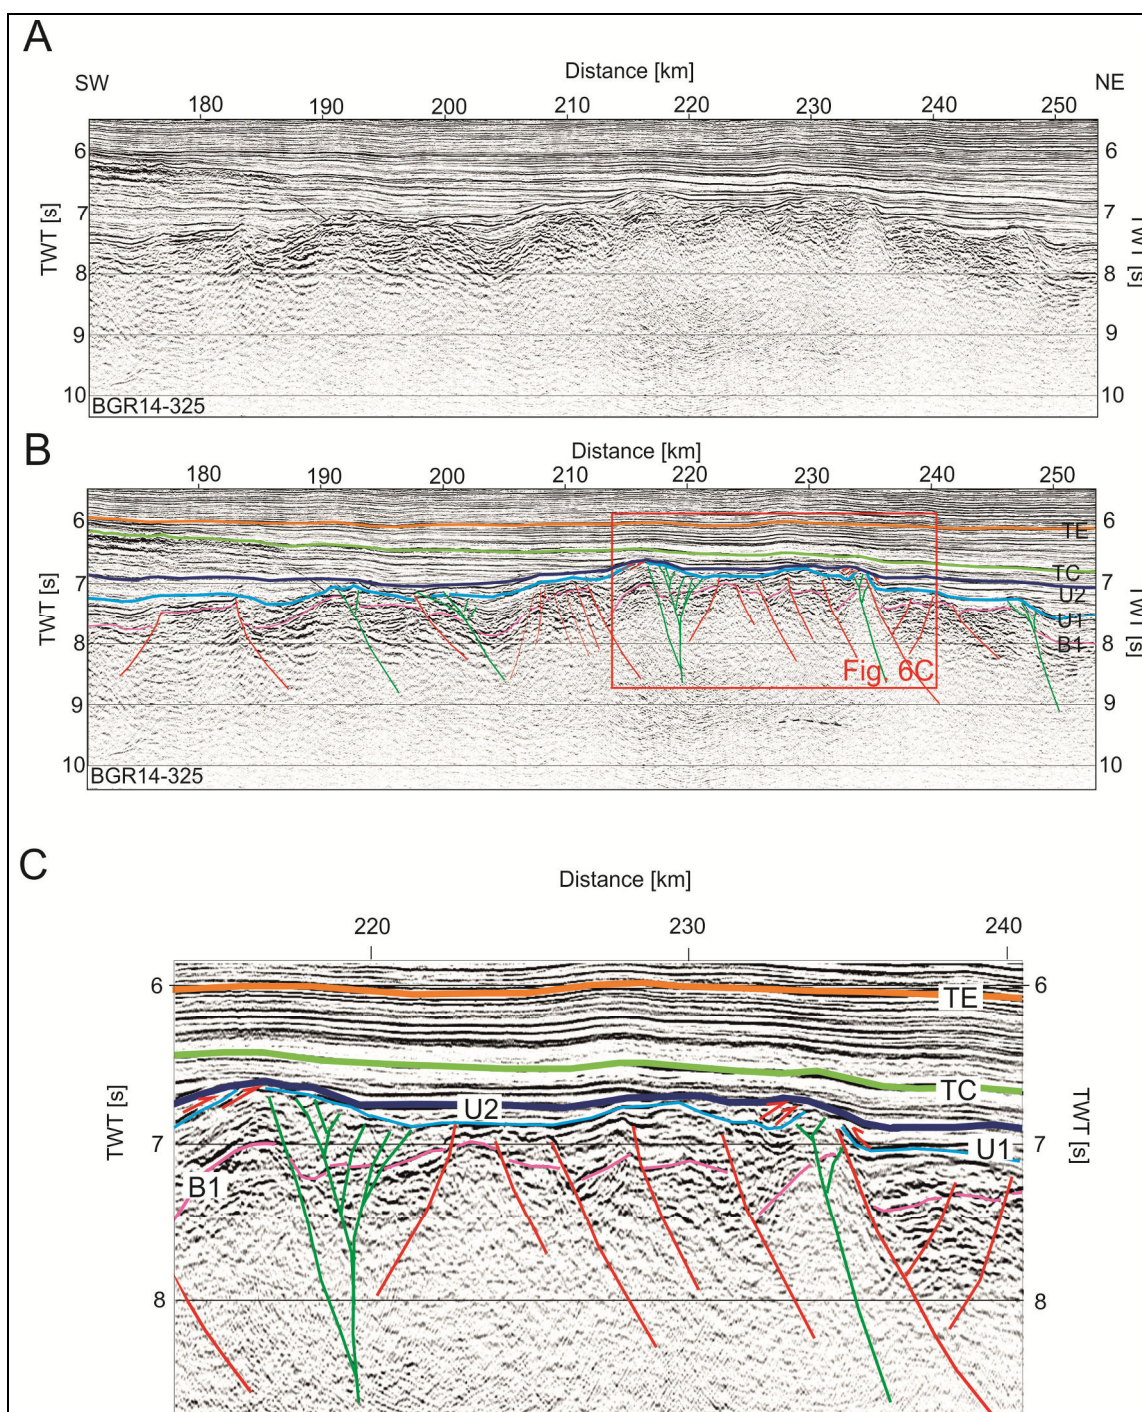 A
Distance [km]
SW
NE
180 190 200 210 220 230 240 250
6 6
7 7
8 8
9 9
10 10
TWT [s]
TWT [s]
BGR14-325
B
Distance [km]
180 190 200 210 220 230 240 250
6 6
7 7
8 8
9 9
10 10
TWT [s]
TWT [s]
TE
TC
U2
U1
B1
Fig. 6C
BGR14-325
C
Distance [km]
220 230 240
6 6
7 7
8 8
TWT [s]
TWT [s]
TE
TC
U2
U1
B1